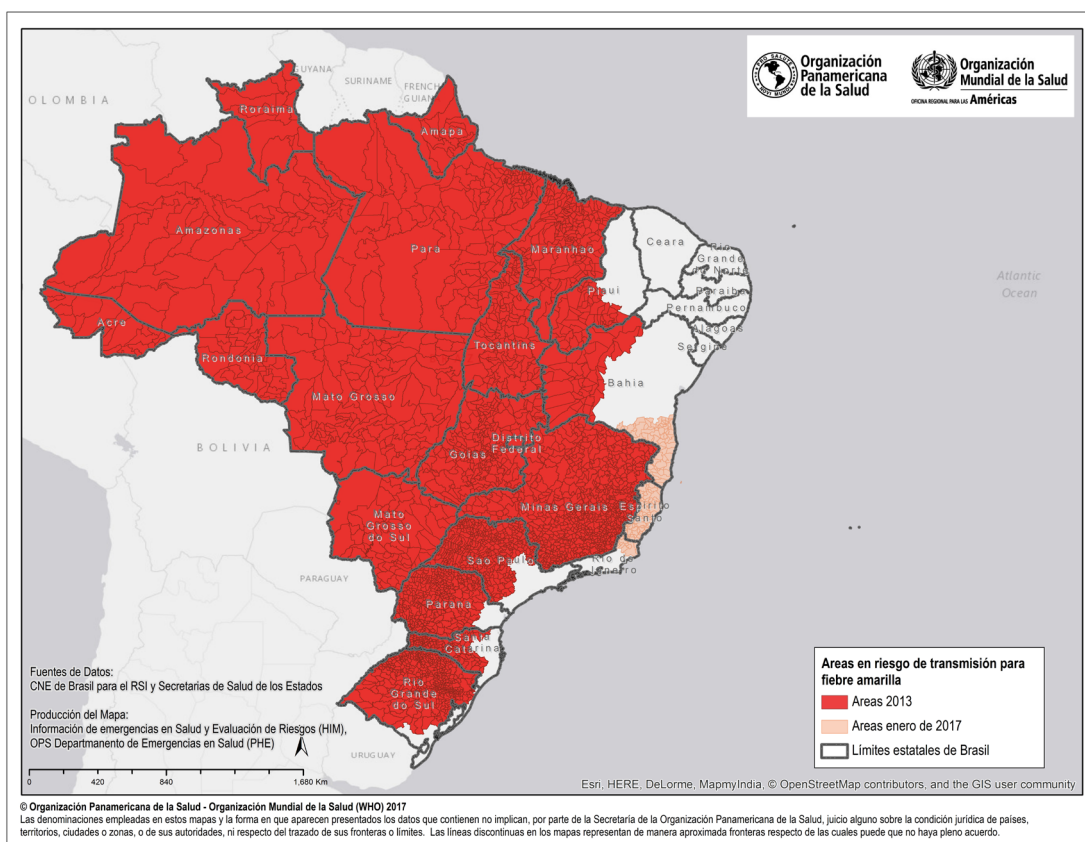 Organización
Panamericana
de la Salud
PRO SALUTE
NOVI MUNDI
Organización
Mundial de la Salud
OFICINA REGIONAL PARA LAS Américas
GUYANA
SURINAME
FRENCH
GUIANA
OLOMBIA
Roraima
Amapa
Amazonas
Para
Maranhao
Ceara
Rio
Grande
do Norte
Piaui
Paraiba
Pernambuco
Acre
Alagoas
Rondonia
Tocantins
Sergipe
Mato Grosso
Bahia
Atlantic
Ocean
BOLIVIA
Distrito
Federal
Goias
Minas Gerais
Espirito
Santo
Mato
Grosso
do Sul
Sao Paulo
Rio de
Janeiro
PARAGUAY
Parana
Santa
Catarina
Rio
Grande
do Sul
URUGUAY
Fuentes de Datos:
CNE de Brasil para el RSI y Secretarias de Salud de los Estados
Producción del Mapa:
Información de emergencias en Salud y Evaluación de Riesgos (HIM),
OPS Departmanento de Emergencias en Salud (PHE)
0 420 840 1,680 Km
Areas en riesgo de transmisión para
fiebre amarilla
Areas 2013
Areas enero de 2017
Límites estatales de Brasil
Esri, HERE, DeLorme, MapmyIndia, © OpenStreetMap contributors, and the GIS user community
© Organización Panamericana de la Salud - Organización Mundial de la Salud (WHO) 2017
Las denominaciones empleadas en estos mapas y la forma en que aparecen presentados los datos que contienen no implican, por parte de la Secretaría de la Organización Panamericana de la Salud, juicio alguno sobre la condición jurídica de países,
territorios, ciudades o zonas, o de sus autoridades, ni respecto del trazado de sus fronteras o límites. Las líneas discontinuas en los mapas representan de manera aproximada fronteras respecto de las cuales puede que no haya pleno acuerdo.